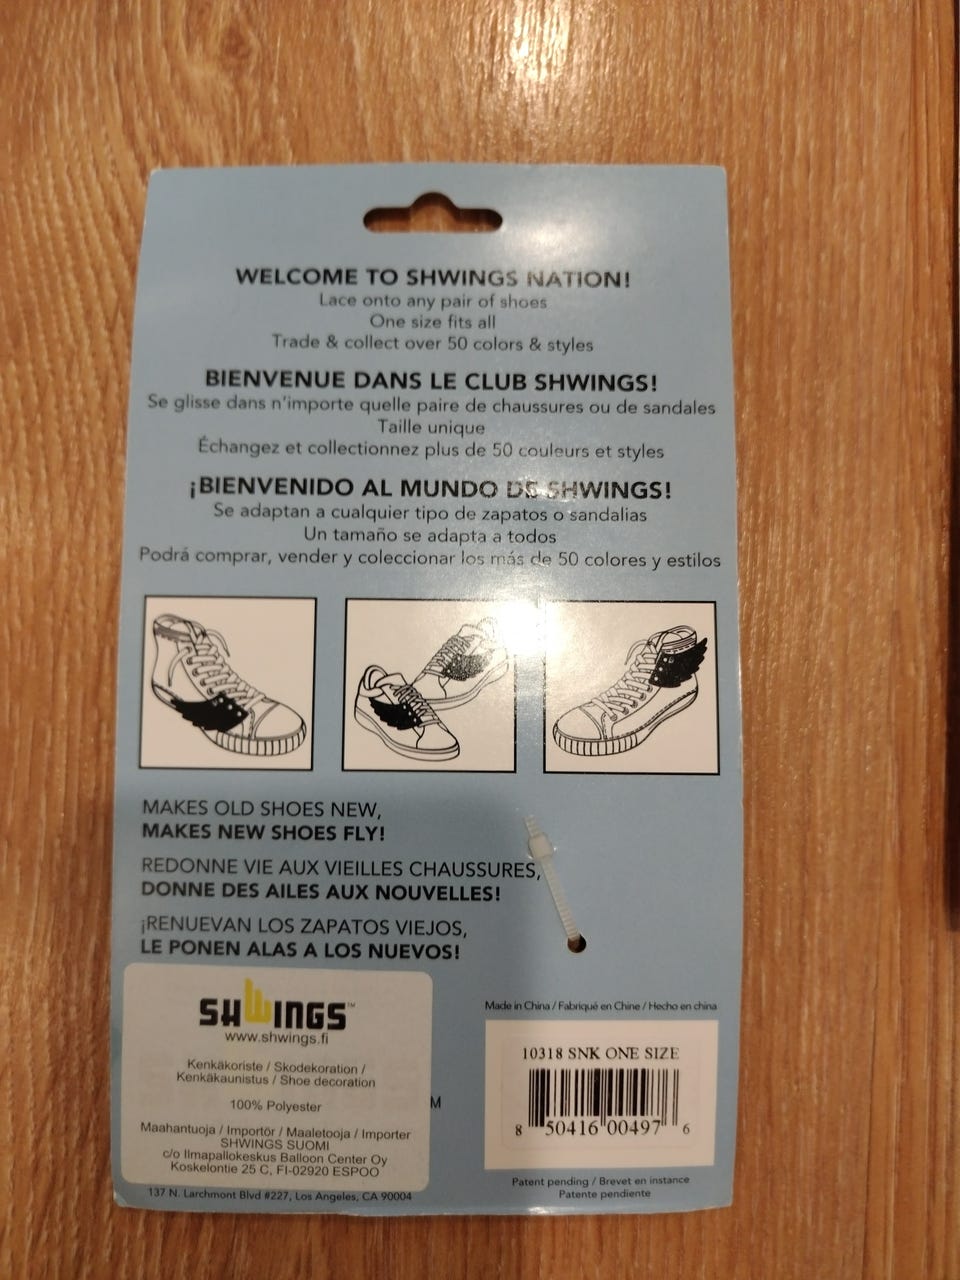 WELCOME TO SHWINGS NATION!
Lace onto any pair of shoes
One size fits all
Trade & collect over 50 colors & styles
BIENVENUE DANS LE CLUB SHWINGS!
Se glisse dans n'importe quelle paire de chaussures ou de sandales
Taille unique
Échangez et collectionnez plus de 50 couleurs et styles
¡BIENVENIDO AL MUNDO DE SHWINGS!
Se adaptan a cualquier tipo de zapatos o sandalias
Un tamaño se adapta a todos
Podrá comprar, vender y coleccionar los más de 50 colores y estilos
MAKES OLD SHOES NEW,
MAKES NEW SHOES FLY!
REDONNE VIE AUX VIEILLES CHAUSSURES,
DONNE DES AILES AUX NOUVELLES!
¡RENUEVAN LOS ZAPATOS VIEJOS,
LE PONEN ALAS A LOS NUEVOS!
SHWINGS™
www.shwings.fi
Kenkäkoriste / Skodekoration /
Kenkäkaunistus / Shoe decoration
100% Polyester
M
Maahantuoja / Importör / Maaletooja / Importer
SHWINGS SUOMI
c/o Ilmapallokeskus Balloon Center Oy
Koskelontie 25 C, FI-02920 ESPOO
137 N. Larchmont Blvd #227, Los Angeles, CA 90004
Made in China / Fabriqué en Chine / Hecho en china
10318 SNK ONE SIZE
8 50416 00497 6
Patent pending / Brevet en instance
Patente pendiente